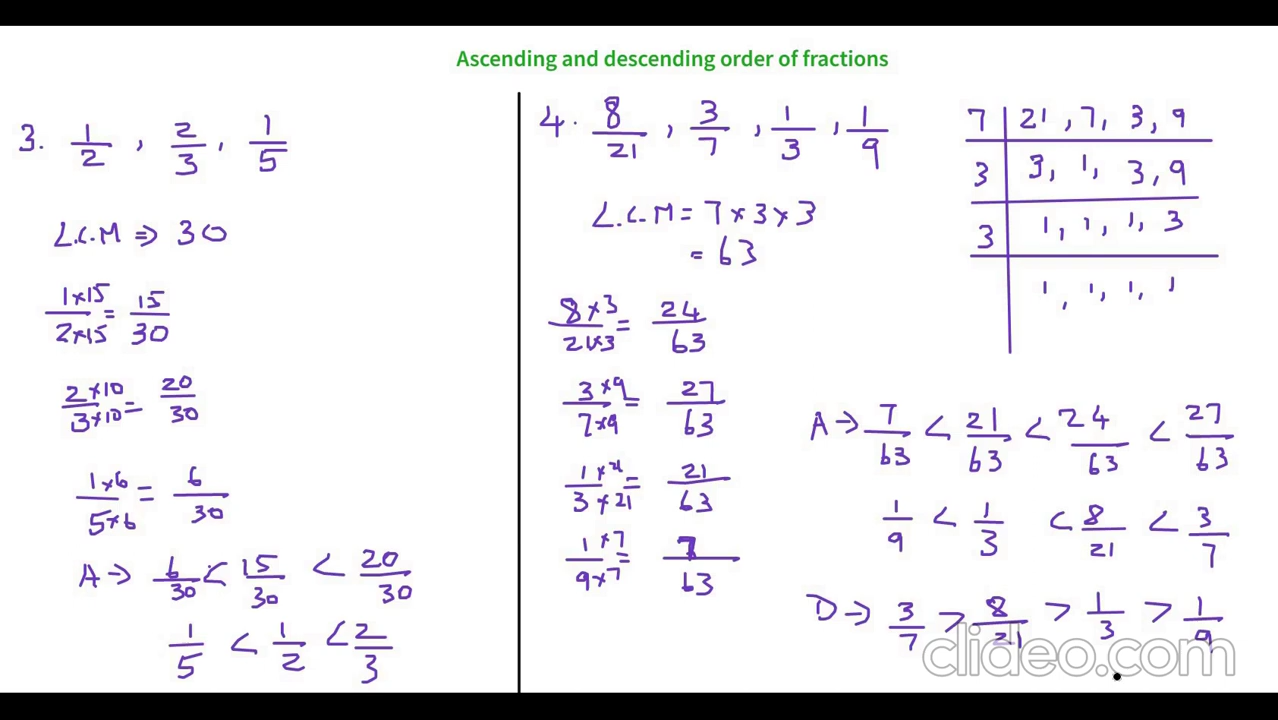 Ascending and descending order of fractions
3. 1/2 , 2/3 , 1/5
L.C.M ⇒ 30
1×15/2×15 = 15/30
2×10/3×10 = 20/30
1×6/5×6 = 6/30
A → 6/30 < 15/30 < 20/30
1/5 < 1/2 < 2/3
4. 8/21 , 3/7 , 1/3 , 1/9
L.C.M = 7 × 3 × 3
= 63
8×3/21×3 = 24/63
3×9/7×9 = 27/63
1×21/3×21 = 21/63
1×7/9×7 = 7/63
7 | 21, 7, 3, 9
3 | 3, 1, 3, 9
3 | 1, 1, 1, 3
1, 1, 1, 1
A → 7/63 < 21/63 < 24/63 < 27/63
1/9 < 1/3 < 8/21 < 3/7
D → 3/7 > 8/21 > 1/3 > 1/9
clideo.com